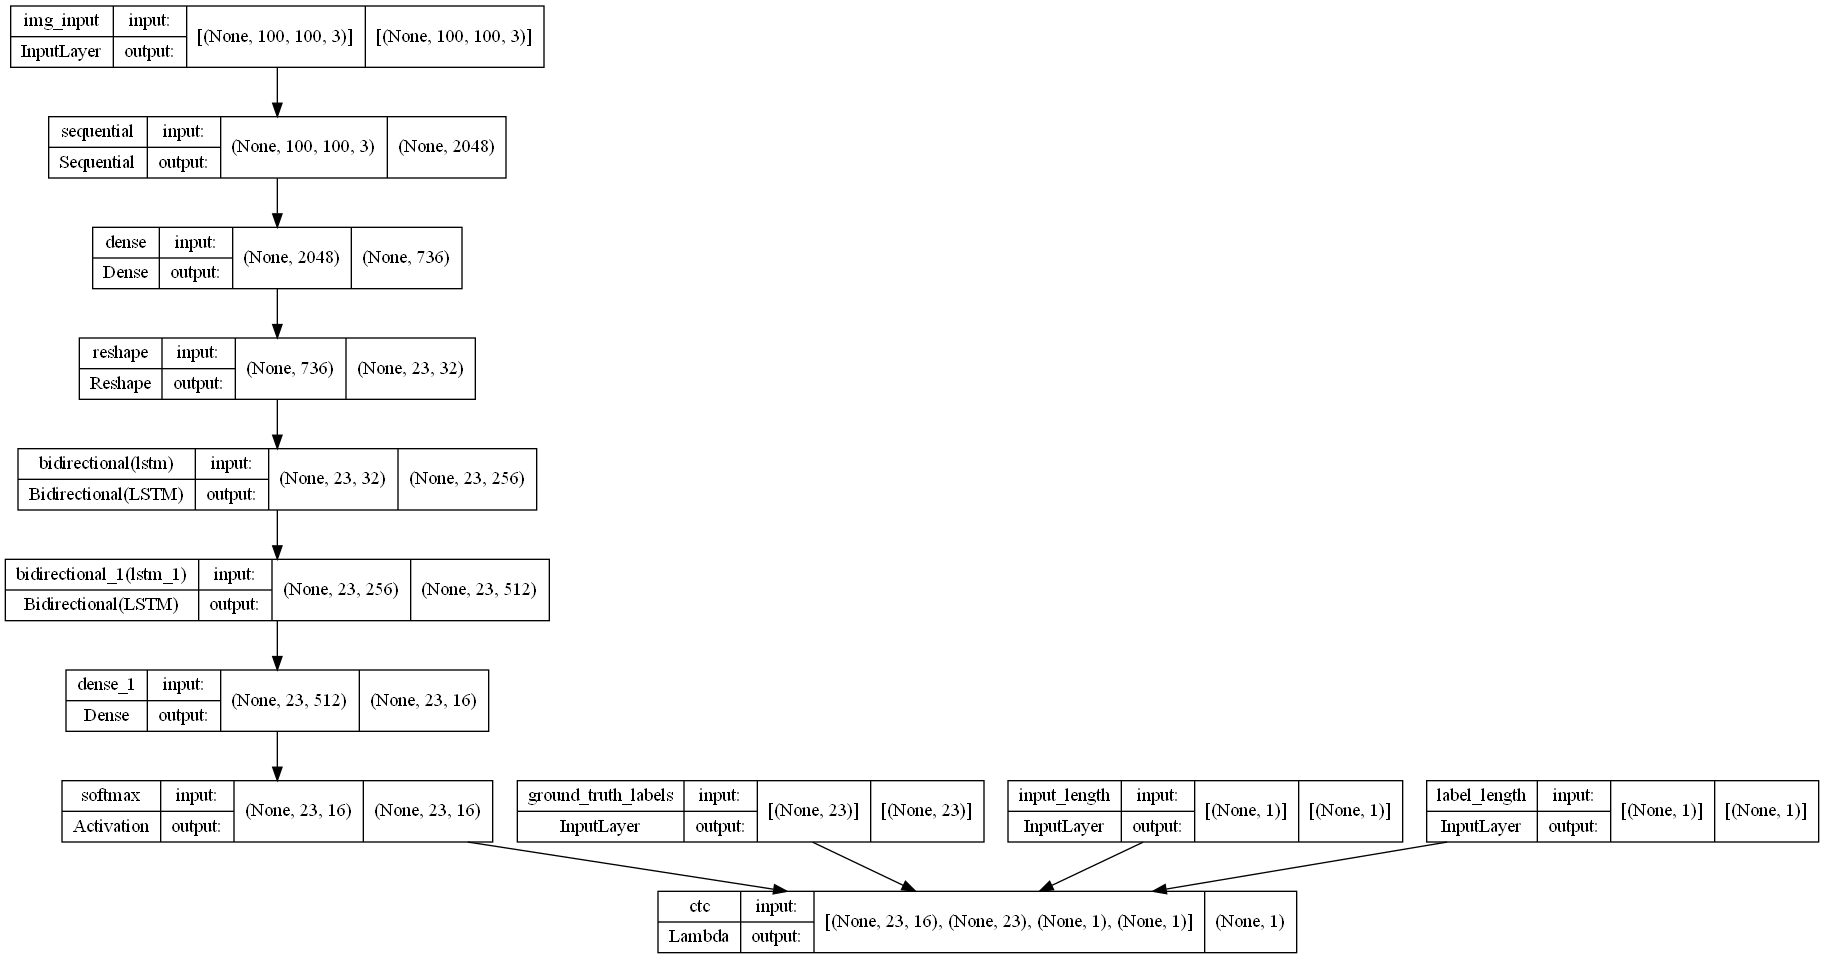 img_input input: [(None, 100, 100, 3)] [(None, 100, 100, 3)]
InputLayer output:
sequential input: (None, 100, 100, 3) (None, 2048)
Sequential output:
dense input: (None, 2048) (None, 736)
Dense output:
reshape input: (None, 736) (None, 23, 32)
Reshape output:
bidirectional(lstm) input: (None, 23, 32) (None, 23, 256)
Bidirectional(LSTM) output:
bidirectional_1(lstm_1) input: (None, 23, 256) (None, 23, 512)
Bidirectional(LSTM) output:
dense_1 input: (None, 23, 512) (None, 23, 16)
Dense output:
softmax input: (None, 23, 16) (None, 23, 16)
Activation output:
ground_truth_labels input: [(None, 23)] [(None, 23)]
InputLayer output:
input_length input: [(None, 1)] [(None, 1)]
InputLayer output:
label_length input: [(None, 1)] [(None, 1)]
InputLayer output:
ctc input: [(None, 23, 16), (None, 23), (None, 1), (None, 1)] (None, 1)
Lambda output: